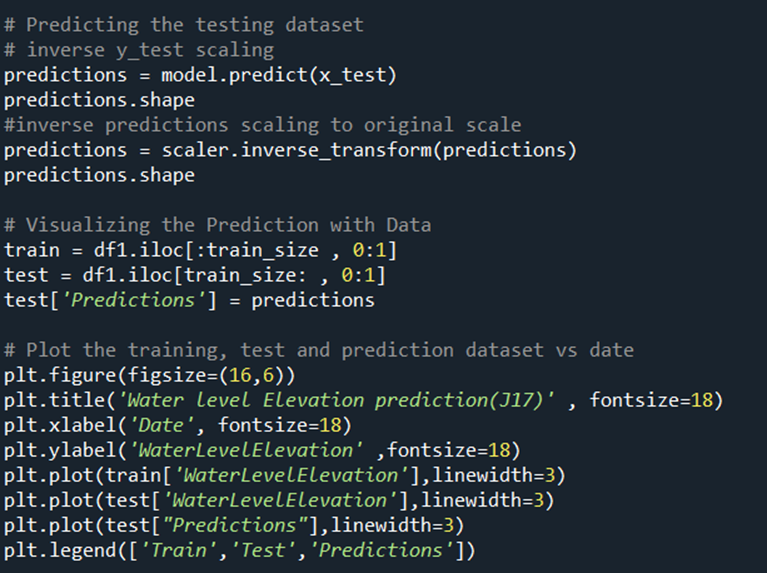 # Predicting the testing dataset
# inverse y_test scaling
predictions = model.predict(x_test)
predictions.shape
#inverse predictions scaling to original scale
predictions = scaler.inverse_transform(predictions)
predictions.shape
# Visualizing the Prediction with Data
train = df1.iloc[:train_size , 0:1]
test = df1.iloc[train_size: , 0:1]
test['Predictions'] = predictions
# Plot the training, test and prediction dataset vs date
plt.figure(figsize=(16,6))
plt.title('Water level Elevation prediction(J17)' , fontsize=18)
plt.xlabel('Date', fontsize=18)
plt.ylabel('WaterLevelElevation' ,fontsize=18)
plt.plot(train['WaterLevelElevation'],linewidth=3)
plt.plot(test['WaterLevelElevation'],linewidth=3)
plt.plot(test["Predictions"],linewidth=3)
plt.legend(['Train','Test','Predictions'])